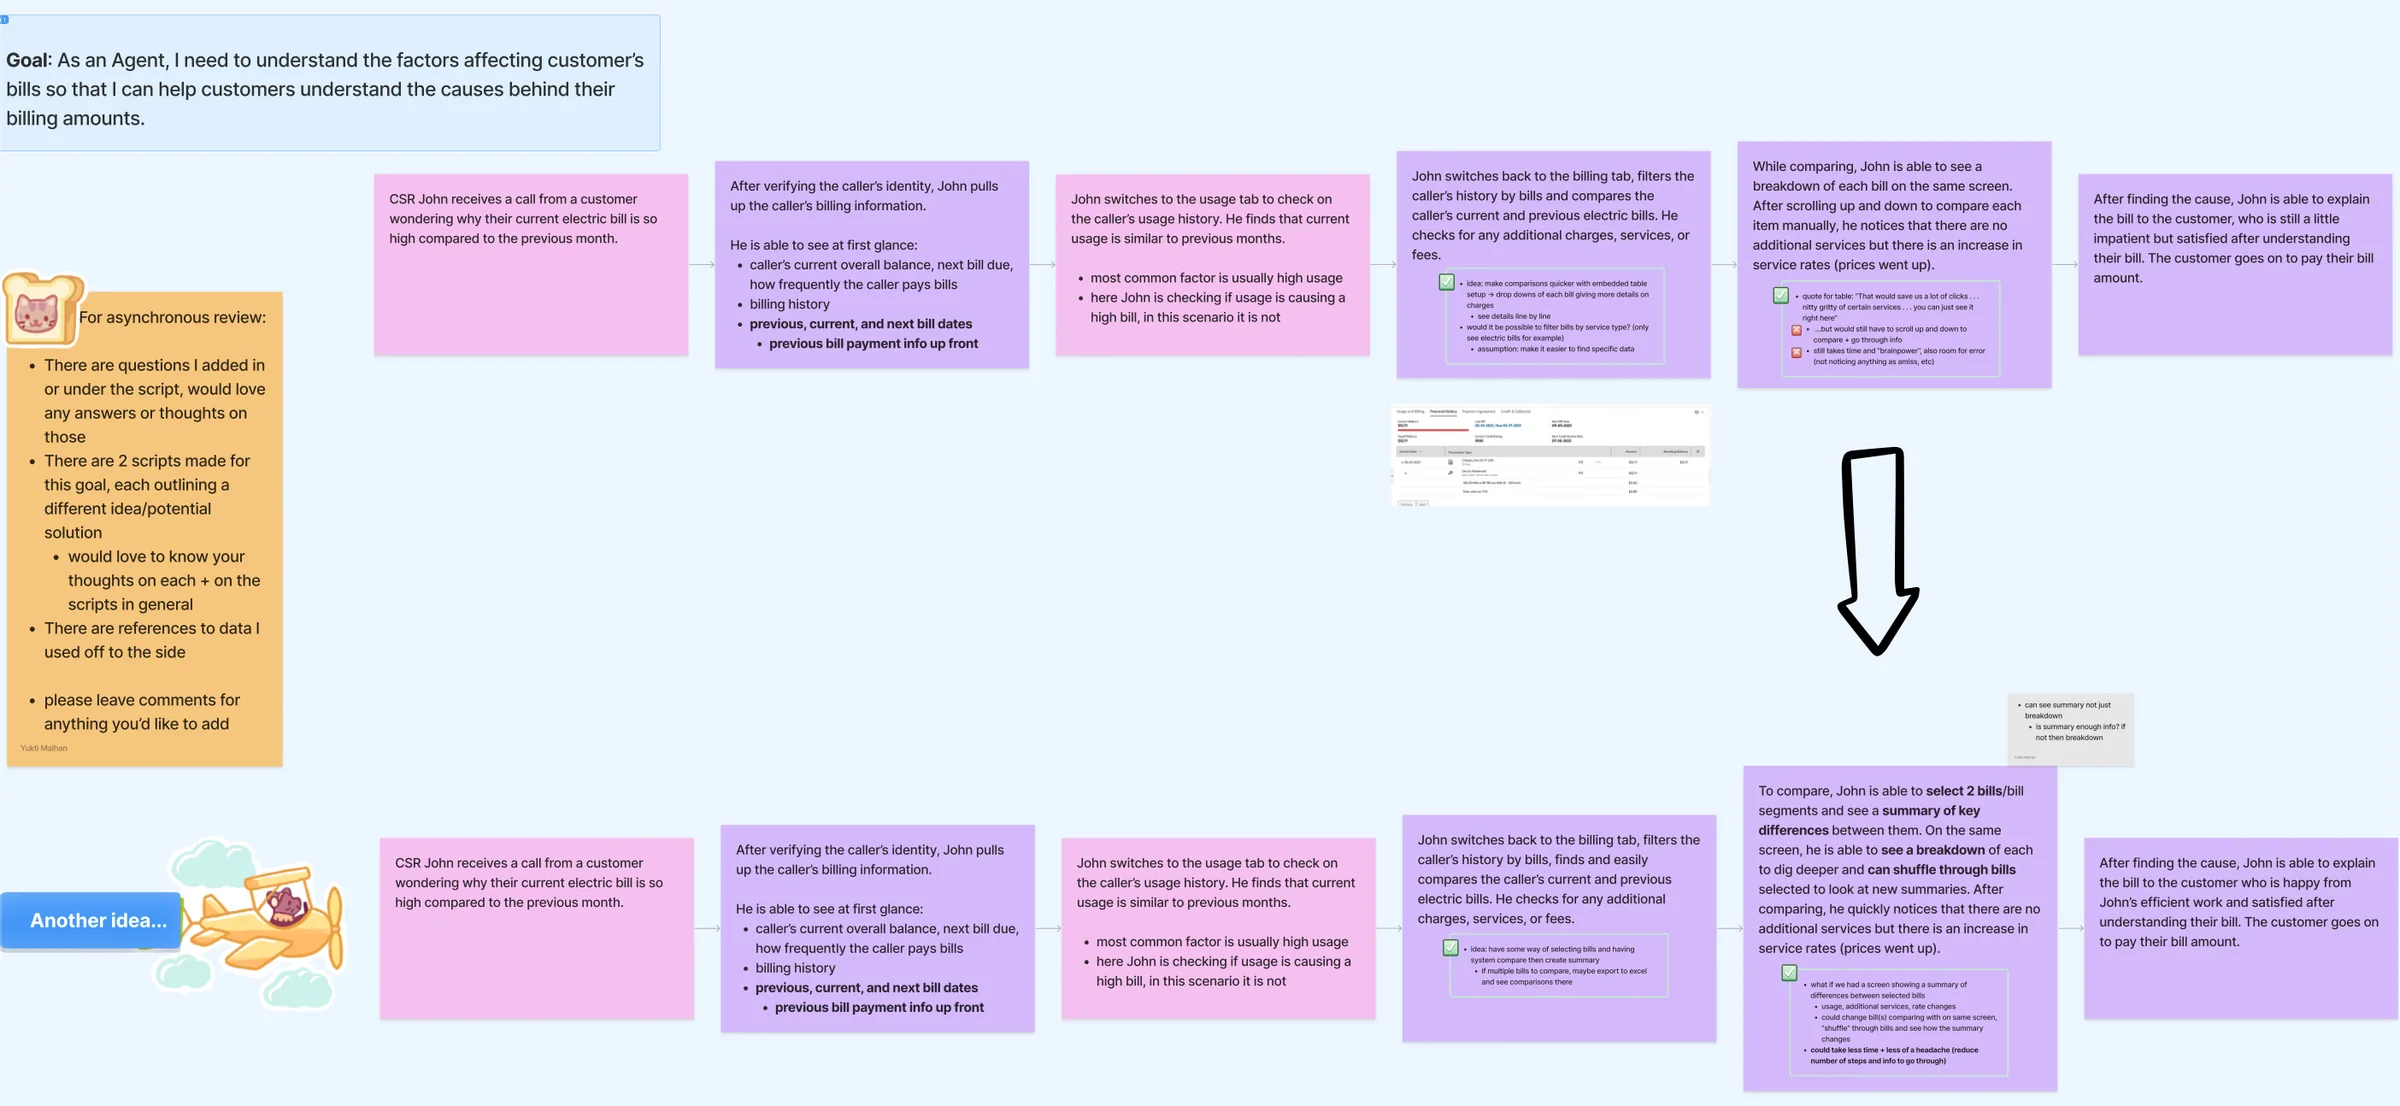 Goal: As an Agent, I need to understand the factors affecting customer's
bills so that I can help customers understand the causes behind their
billing amounts.
For asynchronous review:
• There are questions I added in
or under the script, would love
any answers or thoughts on
those
• There are 2 scripts made for
this goal, each outlining a
different idea/potential
solution
• would love to know your
thoughts on each + on the
scripts in general
• There are references to data I
used off to the side
• please leave comments for
anything you'd like to add
Yukti Malhan
CSR John receives a call from a customer
wondering why their current electric bill is so
high compared to the previous month.
After verifying the caller's identity, John pulls
up the caller's billing information.
He is able to see at first glance:
• caller's current overall balance, next bill due,
how frequently the caller pays bills
• billing history
• previous, current, and next bill dates
• previous bill payment info up front
John switches to the usage tab to check on
the caller's usage history. He finds that current
usage is similar to previous months.
• most common factor is usually high usage
• here John is checking if usage is causing a
high bill, in this scenario it is not
John switches back to the billing tab, filters the
caller's history by bills and compares the
caller's current and previous electric bills. He
checks for any additional charges, services, or
fees.
• idea: make comparisons quicker with embedded table
setup → drop downs of each bill giving more details on
charges
• see details line by line
• would it be possible to filter bills by service type? (only
see electric bills for example)
• assumption: make it easier to find specific data
Usage and Billing Financial History Payment Agreement Credit & Collection
While comparing, John is able to see a
breakdown of each bill on the same screen.
After scrolling up and down to compare each
item manually, he notices that there are no
additional services but there is an increase in
service rates (prices went up).
• quote for table: "That would save us a lot of clicks . . .
nitty gritty of certain services . . . you can just see it
right here"
• ...but would still have to scroll up and down to
compare + go through info
• still takes time and "brainpower", also room for error
(not noticing anything as amiss, etc)
After finding the cause, John is able to explain
the bill to the customer, who is still a little
impatient but satisfied after understanding
their bill. The customer goes on to pay their bill
amount.
• can see summary not just
breakdown
• is summary enough info? if
not then breakdown
Yukti Malhan
Another idea...
CSR John receives a call from a customer
wondering why their current electric bill is so
high compared to the previous month.
After verifying the caller's identity, John pulls
up the caller's billing information.
He is able to see at first glance:
• caller's current overall balance, next bill due,
how frequently the caller pays bills
• billing history
• previous, current, and next bill dates
• previous bill payment info up front
John switches to the usage tab to check on
the caller's usage history. He finds that current
usage is similar to previous months.
• most common factor is usually high usage
• here John is checking if usage is causing a
high bill, in this scenario it is not
John switches back to the billing tab, filters the
caller's history by bills, finds and easily
compares the caller's current and previous
electric bills. He checks for any additional
charges, services, or fees.
• idea: have some way of selecting bills and having
system compare then create summary
• if multiple bills to compare, maybe export to excel
and see comparisons there
To compare, John is able to select 2 bills/bill
segments and see a summary of key
differences between them. On the same
screen, he is able to see a breakdown of each
to dig deeper and can shuffle through bills
selected to look at new summaries. After
comparing, he quickly notices that there are no
additional services but there is an increase in
service rates (prices went up).
• what if we had a screen showing a summary of
differences between selected bills
• usage, additional services, rate changes
• could change bill(s) comparing with on same screen,
"shuffle" through bills and see how the summary
changes
• could take less time + less of a headache (reduce
number of steps and info to go through)
After finding the cause, John is able to explain
the bill to the customer who is happy from
John's efficient work and satisfied after
understanding their bill. The customer goes on
to pay their bill amount.